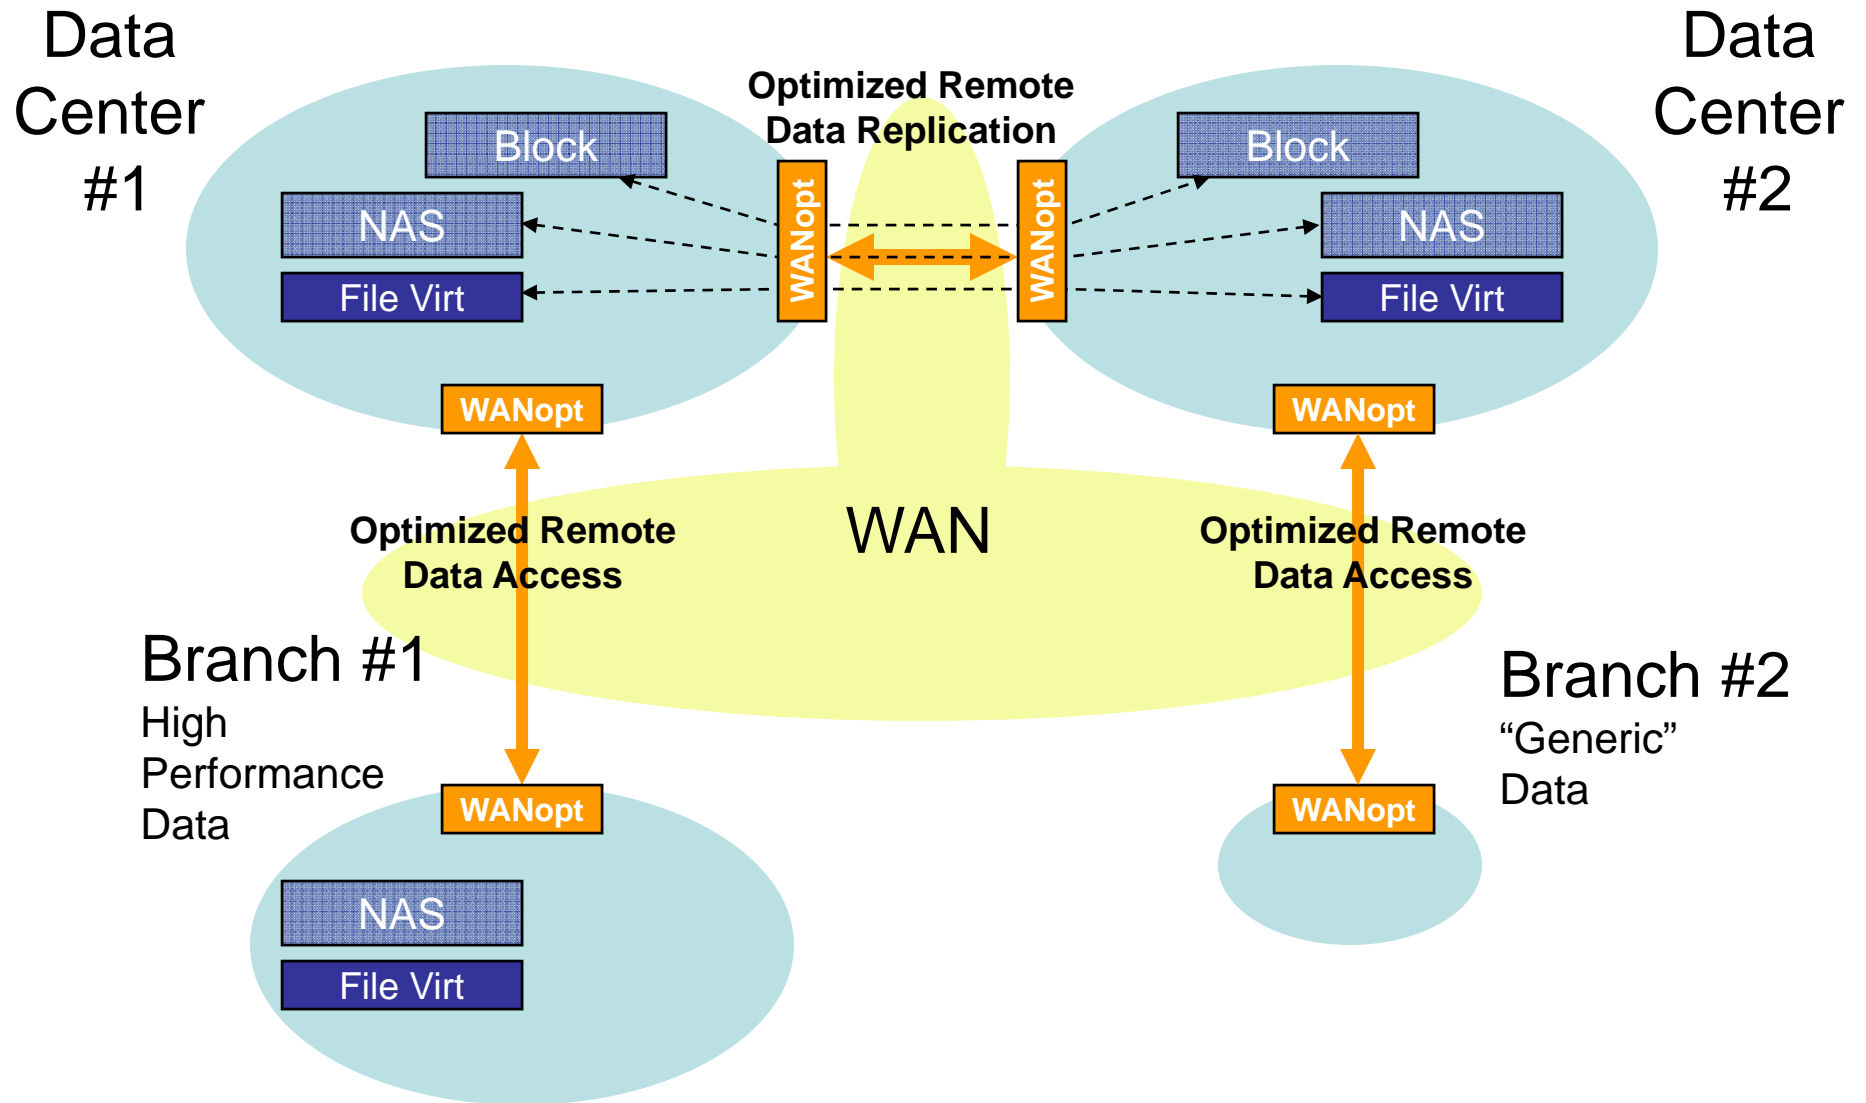 Data
Center
#1
Optimized Remote
Data Replication
Data
Center
#2
Block
NAS
File Virt
WANopt
WANopt
Block
NAS
File Virt
WANopt
WANopt
Optimized Remote
Data Access
WAN
Optimized Remote
Data Access
Branch #1
High
Performance
Data
Branch #2
“Generic”
Data
WANopt
WANopt
NAS
File Virt